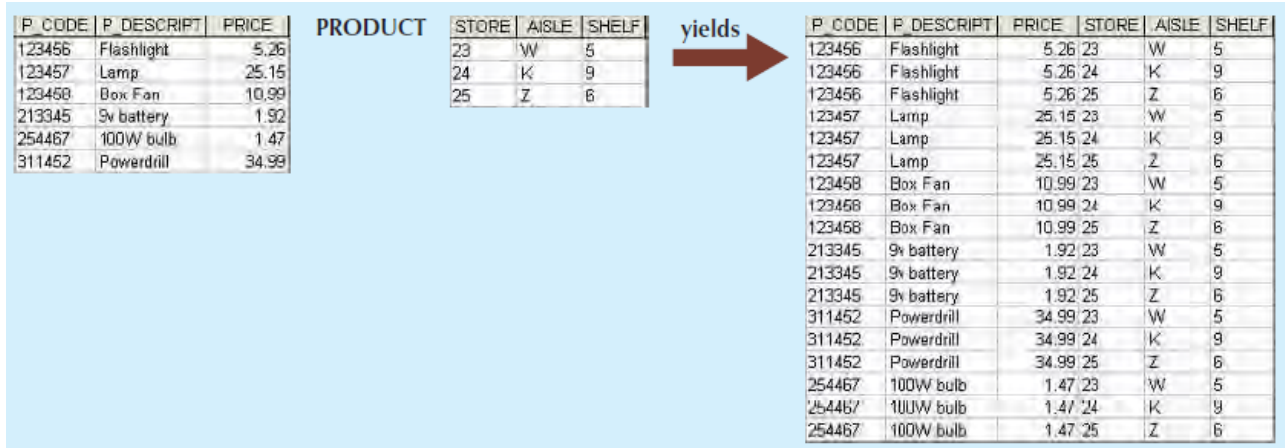 P_CODE P_DESCRIPT PRICE
123456 Flashlight 5.26
123457 Lamp 25.15
123458 Box Fan 10.99
213345 9v battery 1.92
254467 100W bulb 1.47
311452 Powerdrill 34.99
PRODUCT
STORE AISLE SHELF
23 W 5
24 K 9
25 Z 6
yields
P_CODE P_DESCRIPT PRICE STORE AISLE SHELF
123456 Flashlight 5.26 23 W 5
123456 Flashlight 5.26 24 K 9
123456 Flashlight 5.26 25 Z 6
123457 Lamp 25.15 23 W 5
123457 Lamp 25.15 24 K 9
123457 Lamp 25.15 25 Z 6
123458 Box Fan 10.99 23 W 5
123458 Box Fan 10.99 24 K 9
123458 Box Fan 10.99 25 Z 6
213345 9v battery 1.92 23 W 5
213345 9v battery 1.92 24 K 9
213345 9v battery 1.92 25 Z 6
311452 Powerdrill 34.99 23 W 5
311452 Powerdrill 34.99 24 K 9
311452 Powerdrill 34.99 25 Z 6
254467 100W bulb 1.47 23 W 5
254467 100W bulb 1.47 24 K 9
254467 100W bulb 1.47 25 Z 6